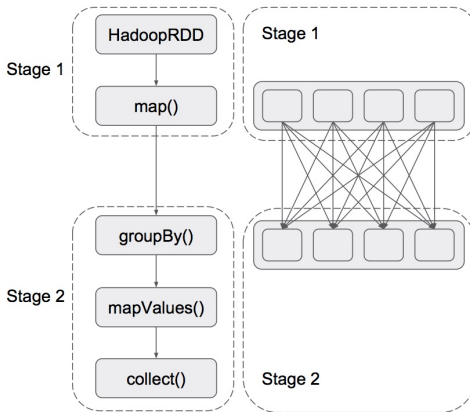 HadoopRDD
Stage 1
map()
groupBy()
Stage 2
mapValues()
collect()
Stage 1
Stage 2